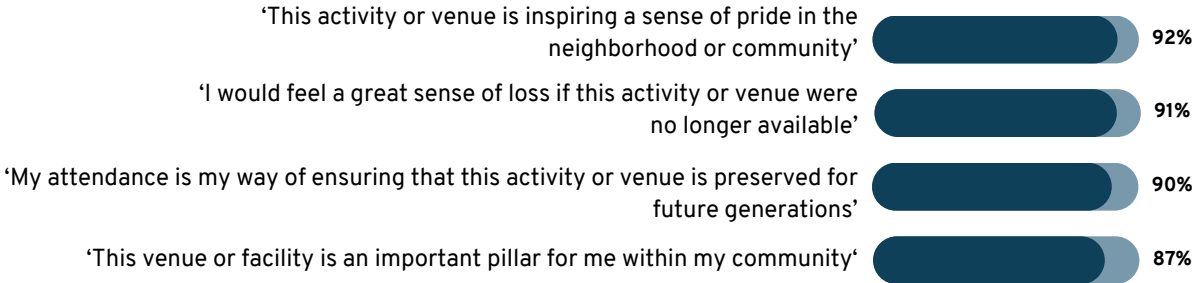 ‘This activity or venue is inspiring a sense of pride in the
neighborhood or community’
92%
‘I would feel a great sense of loss if this activity or venue were
no longer available’
91%
‘My attendance is my way of ensuring that this activity or venue is preserved for
future generations’
90%
‘This venue or facility is an important pillar for me within my community‘
87%